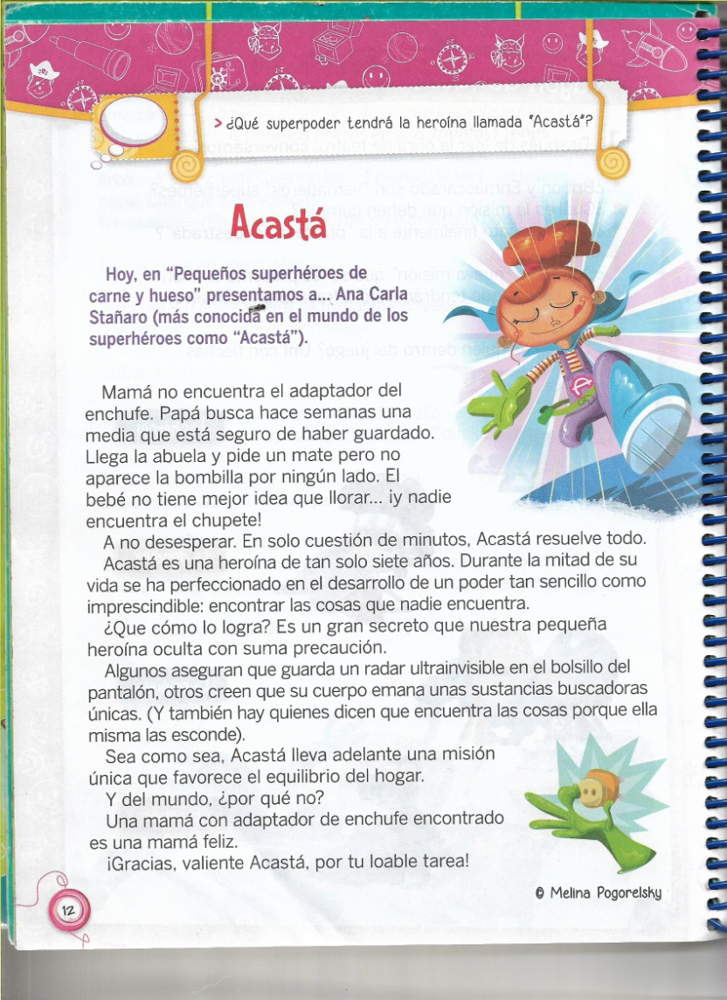 > ¿Qué superpoder tendrá la heroína llamada "Acastá"?
Acastá
Hoy, en “Pequeños superhéroes de
carne y hueso” presentamos a... Ana Carla
Stañaro (más conocida en el mundo de los
superhéroes como “Acastá”).
Mamá no encuentra el adaptador del
enchufe. Papá busca hace semanas una
media que está seguro de haber guardado.
Llega la abuela y pide un mate pero no
aparece la bombilla por ningún lado. El
bebé no tiene mejor idea que llorar... ¡y nadie
encuentra el chupete!
A no desesperar. En solo cuestión de minutos, Acastá resuelve todo.
Acastá es una heroína de tan solo siete años. Durante la mitad de su
vida se ha perfeccionado en el desarrollo de un poder tan sencillo como
imprescindible: encontrar las cosas que nadie encuentra.
¿Que cómo lo logra? Es un gran secreto que nuestra pequeña
heroína oculta con suma precaución.
Algunos aseguran que guarda un radar ultrainvisible en el bolsillo del
pantalón, otros creen que su cuerpo emana unas sustancias buscadoras
únicas. (Y también hay quienes dicen que encuentra las cosas porque ella
misma las esconde).
Sea como sea, Acastá lleva adelante una misión
única que favorece el equilibrio del hogar.
Y del mundo, ¿por qué no?
Una mamá con adaptador de enchufe encontrado
es una mamá feliz.
¡Gracias, valiente Acastá, por tu loable tarea!
© Melina Pogorelsky
12